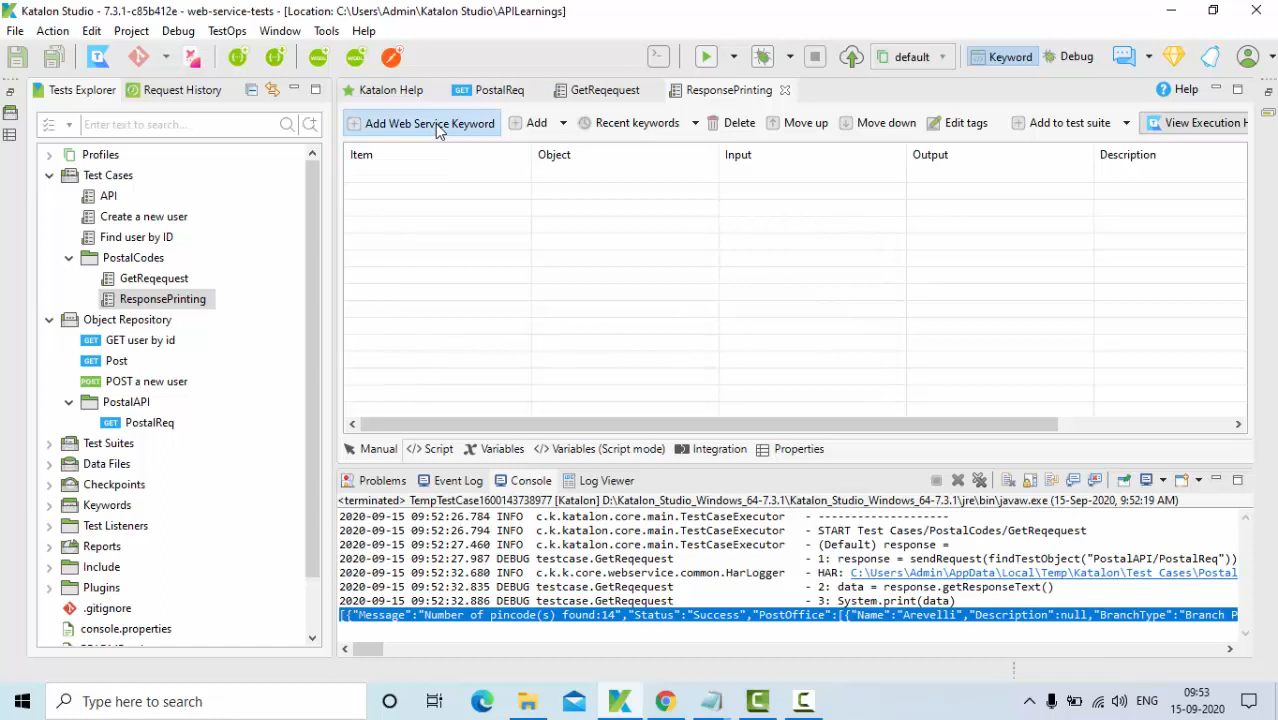 Katalon Studio - 7.3.1-c85b412e - web-service-tests - [Location: C:\Users\Admin\Katalon Studio\APILearnings]
File Action Edit Project Debug TestOps Window Tools Help
default Keyword Debug
Tests Explorer Request History
Katalon Help GET PostalReq GetReqequest ResponsePrinting Help
Enter text to search...
Add Web Service Keyword Add Recent keywords Delete Move up Move down Edit tags Add to test suite View Execution H
Item Object Input Output Description
Profiles
Test Cases
API
Create a new user
Find user by ID
PostalCodes
GetReqequest
ResponsePrinting
Object Repository
GET GET user by id
GET Post
POST POST a new user
PostalAPI
GET PostalReq
Test Suites
Data Files
Checkpoints
Keywords
Test Listeners
Reports
Include
Plugins
.gitignore
console.properties
Manual </> Script Variables </> Variables (Script mode) Integration Properties
Problems Event Log Console Log Viewer
<terminated> TempTestCase1600143738977 [Katalon] D:\Katalon_Studio_Windows_64-7.3.1\Katalon_Studio_Windows_64-7.3.1\jre\bin\javaw.exe (15-Sep-2020, 9:52:19 AM)
2020-09-15 09:52:26.784 INFO c.k.katalon.core.main.TestCaseExecutor - --------------------
2020-09-15 09:52:26.794 INFO c.k.katalon.core.main.TestCaseExecutor - START Test Cases/PostalCodes/GetReqequest
2020-09-15 09:52:27.460 INFO c.k.katalon.core.main.TestCaseExecutor - (Default) response =
2020-09-15 09:52:27.987 DEBUG testcase.GetReqequest - 1: response = sendRequest(findTestObject("PostalAPI/PostalReq"))
2020-09-15 09:52:32.680 INFO c.k.k.core.webservice.common.HarLogger - HAR: C:\Users\Admin\AppData\Local\Temp\Katalon\Test Cases\Postal
2020-09-15 09:52:32.835 DEBUG testcase.GetReqequest - 2: data = response.getResponseText()
2020-09-15 09:52:32.886 DEBUG testcase.GetReqequest - 3: System.print(data)
[{"Message":"Number of pincode(s) found:14","Status":"Success","PostOffice":[{"Name":"Arevelli","Description":null,"BranchType":"Branch P
Type here to search
ENG
09:53
15-09-2020